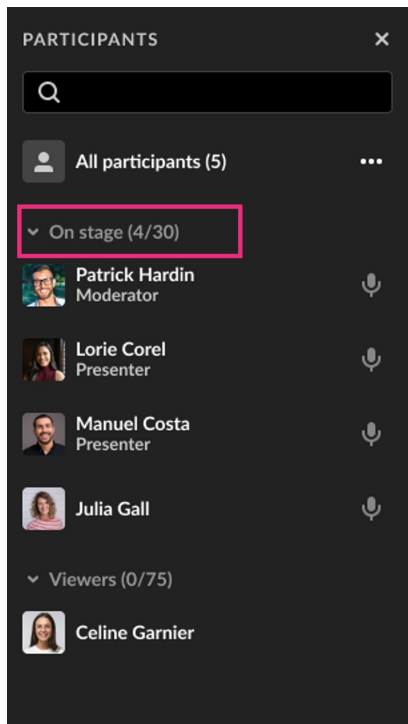 PARTICIPANTS
All participants (5)
On stage (4/30)
Patrick Hardin
Moderator
Lorie Corel
Presenter
Manuel Costa
Presenter
Julia Gall
Viewers (0/75)
Celine Garnier